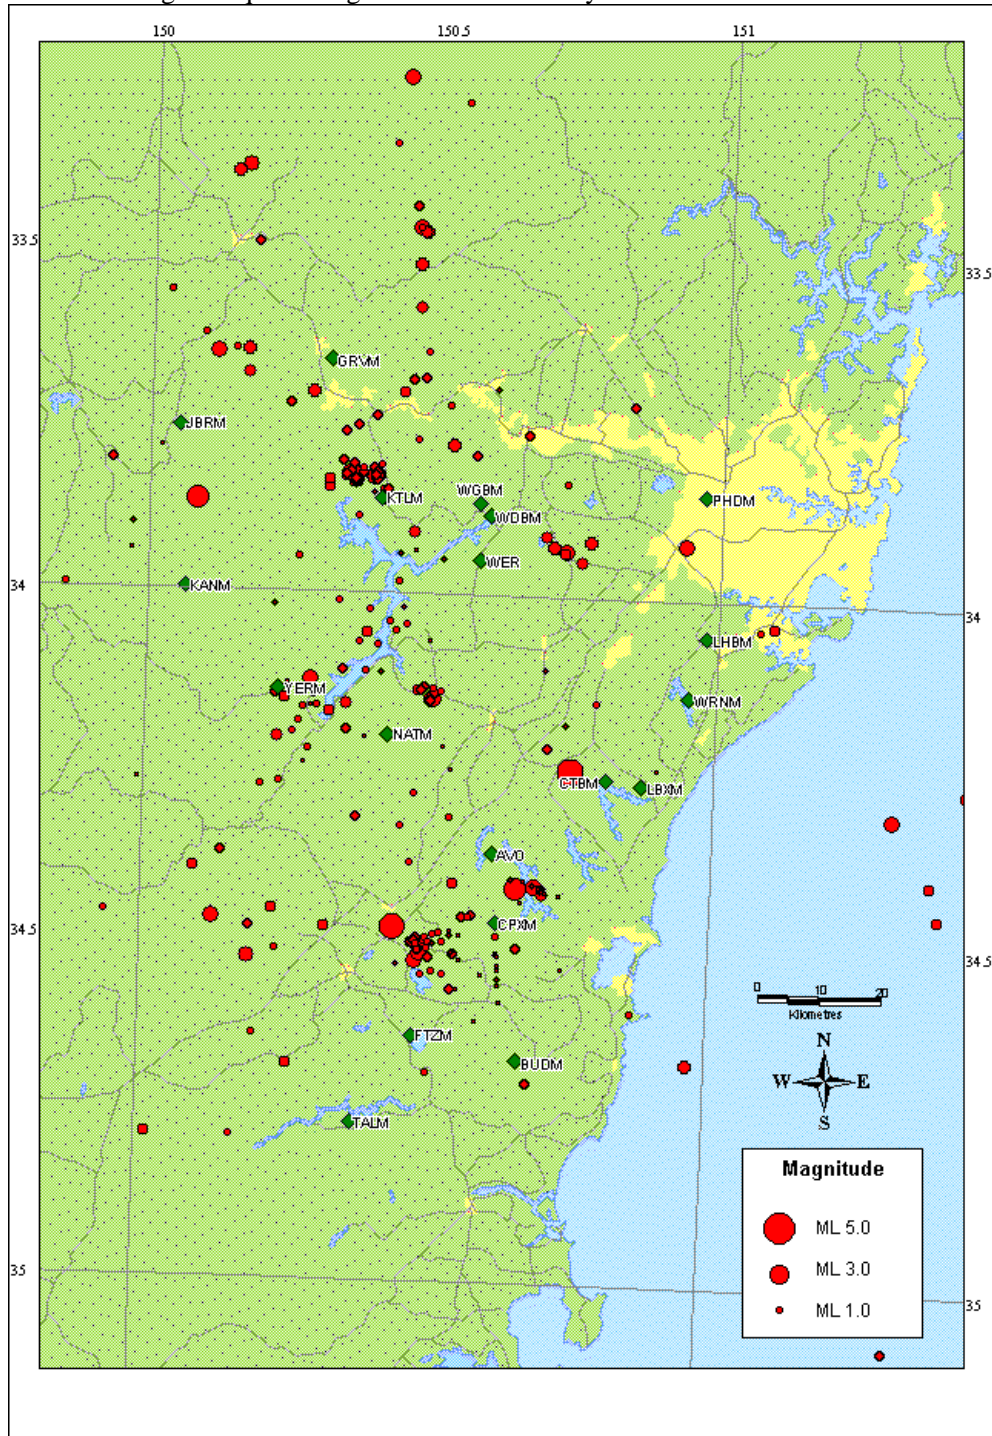 150 150.5 151
33.5
33.5
GRVM
JBRM
KTLM
WGBM
WDBM
PHDM
WER
KANM
34
34
LHBM
YERM
WRNM
NATM
CTBM
LBXM
AVO
CPXM
34.5
34.5
0 10 20
Kilometres
FTZM
N
W E
S
BUDM
TALM
Magnitude
ML 5.0
ML 3.0
ML 1.0
35
35